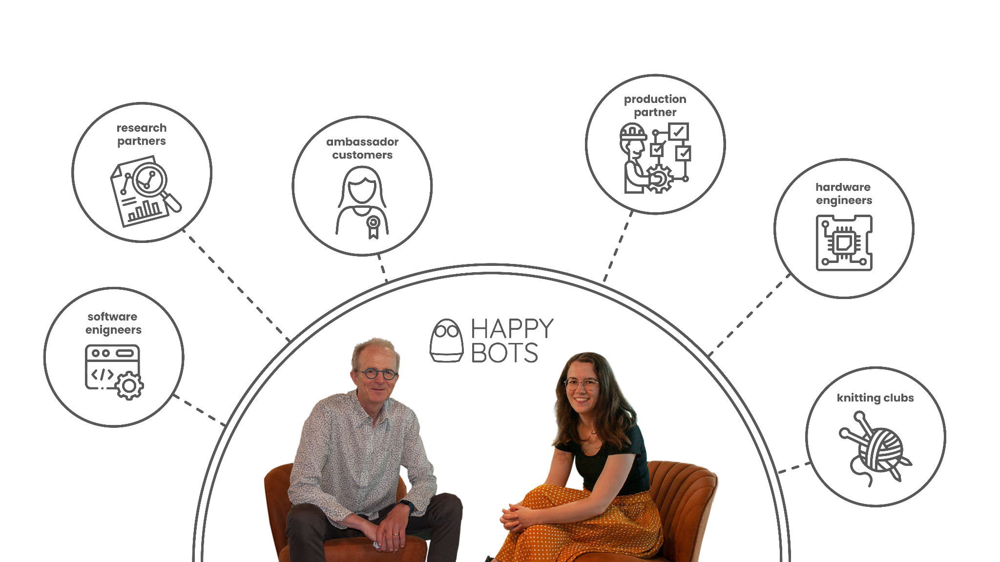 research
partners
ambassador
customers
production
partner
hardware
engineers
software
enigneers
HAPPY
BOTS
knitting clubs